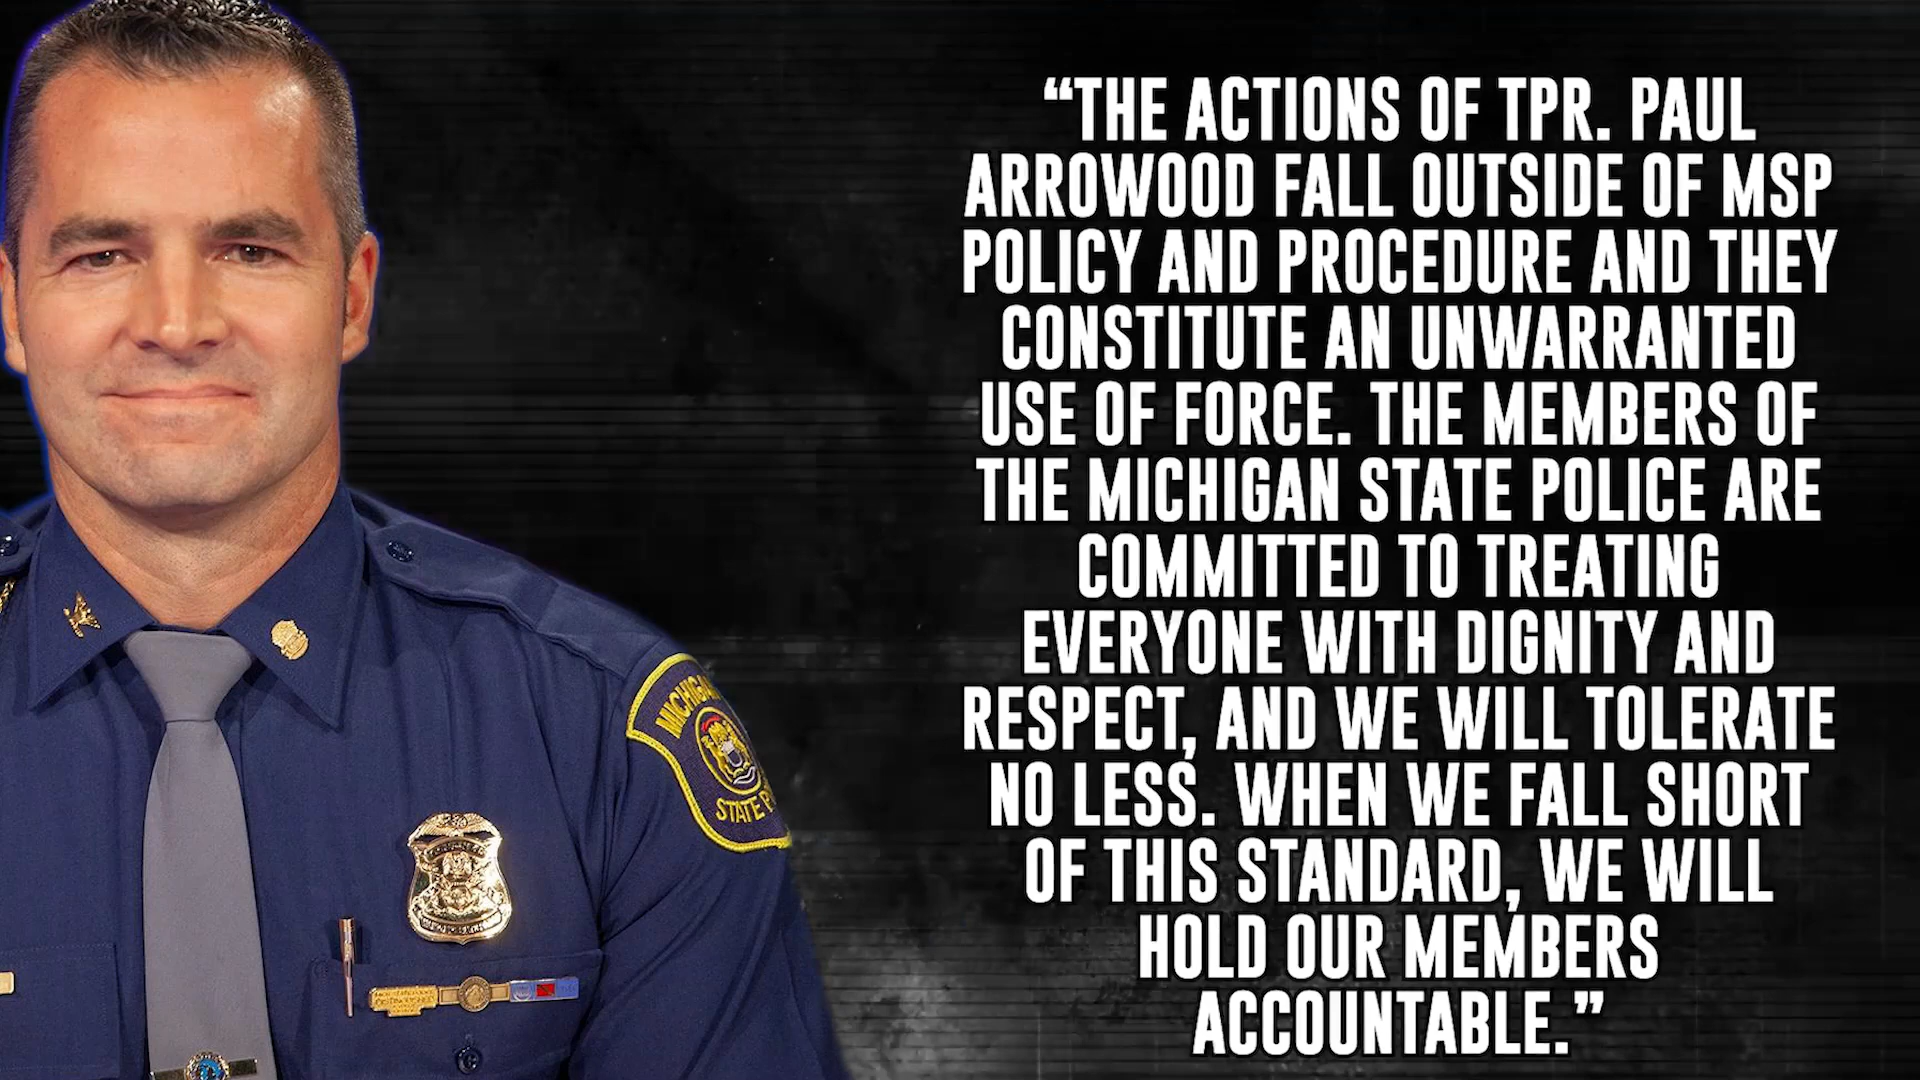 “THE ACTIONS OF TPR. PAUL
ARROWOOD FALL OUTSIDE OF MSP
POLICY AND PROCEDURE AND THEY
CONSTITUTE AN UNWARRANTED
USE OF FORCE. THE MEMBERS OF
THE MICHIGAN STATE POLICE ARE
COMMITTED TO TREATING
EVERYONE WITH DIGNITY AND
RESPECT, AND WE WILL TOLERATE
NO LESS. WHEN WE FALL SHORT
OF THIS STANDARD, WE WILL
HOLD OUR MEMBERS
ACCOUNTABLE.”
STATE